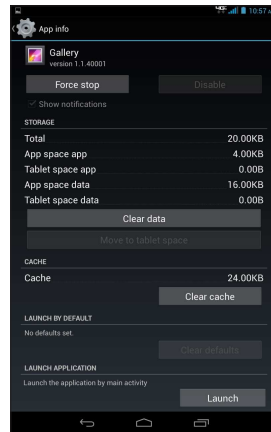 4G 10:57
App info
Gallery
version 1.1.40001
Force stop Disable
Show notifications
STORAGE
Total 20.00KB
App space app 4.00KB
Tablet space app 0.00B
App space data 16.00KB
Tablet space data 0.00B
Clear data
Move to tablet space
CACHE
Cache 24.00KB
Clear cache
LAUNCH BY DEFAULT
No defaults set.
Clear defaults
LAUNCH APPLICATION
Launch the application by main activity
Launch